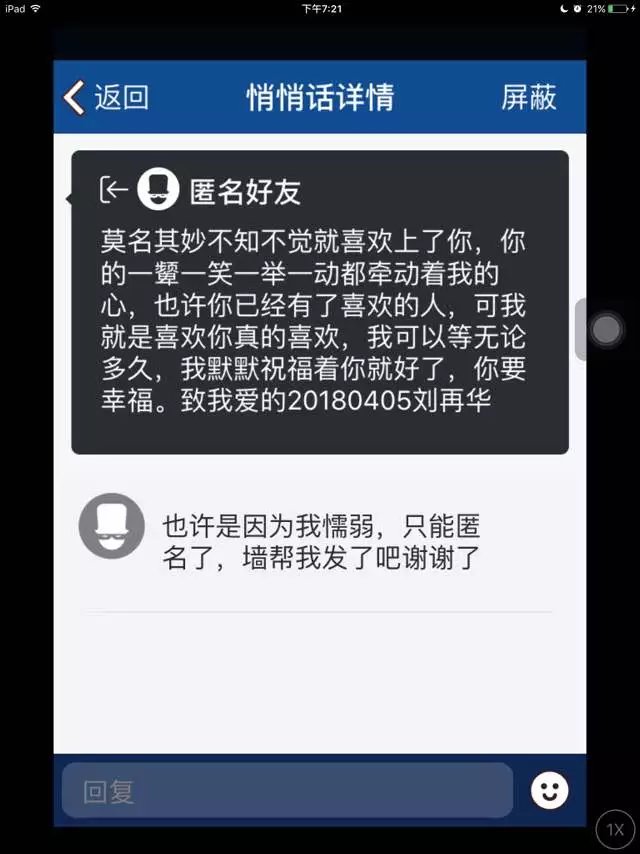 iPad
下午7:21
21%
返回
悄悄话详情
屏蔽
匿名好友
莫名其妙不知不觉就喜欢上了你，你
的一颦一笑一举一动都牵动着我的
心，也许你已经有了喜欢的人，可我
就是喜欢你真的喜欢，我可以等无论
多久，我默默祝福着你就好了，你要
幸福。致我爱的20180405刘再华
也许是因为我懦弱，只能匿
名了，墙帮我发了吧谢谢了
回复
1X